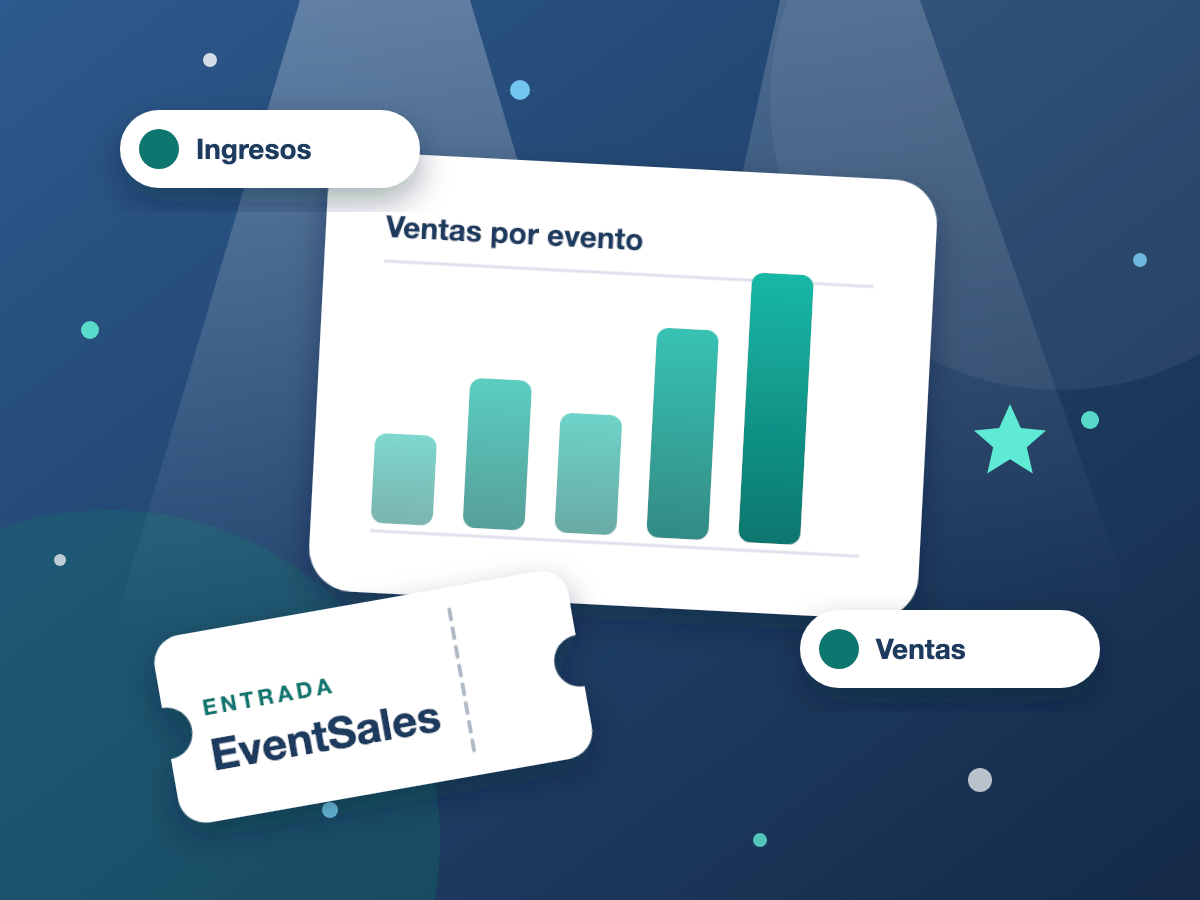 Ingresos
Ventas por evento
Ventas
ENTRADA
EventSales